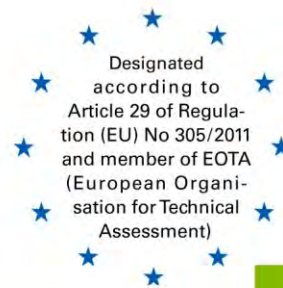 Designated
according to
Article 29 of Regula-
tion (EU) No 305/2011
and member of EOTA
(European Organi-
sation for Technical
Assessment)